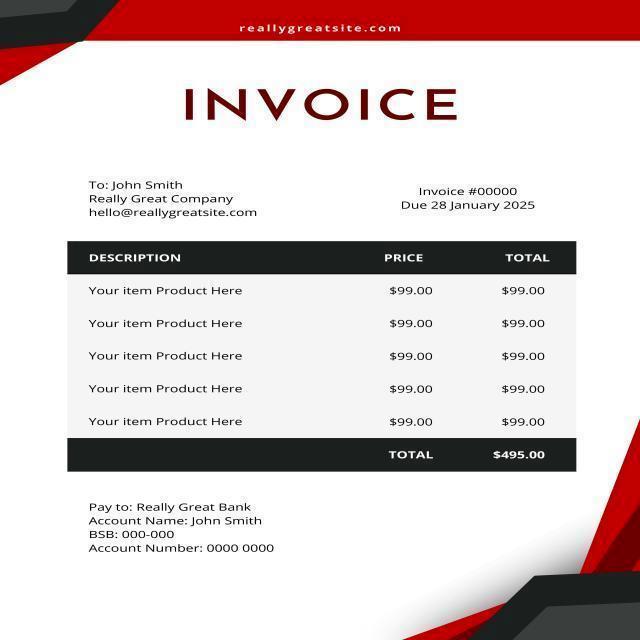 reallygreatsite.com
INVOICE
To: John Smith
Really Great Company
hello@reallygreatsite.com
Invoice #00000
Due 28 January 2025
DESCRIPTION PRICE TOTAL
Your item Product Here $99.00 $99.00
Your item Product Here $99.00 $99.00
Your item Product Here $99.00 $99.00
Your item Product Here $99.00 $99.00
Your item Product Here $99.00 $99.00
TOTAL $495.00
Pay to: Really Great Bank
Account Name: John Smith
BSB: 000-000
Account Number: 0000 0000